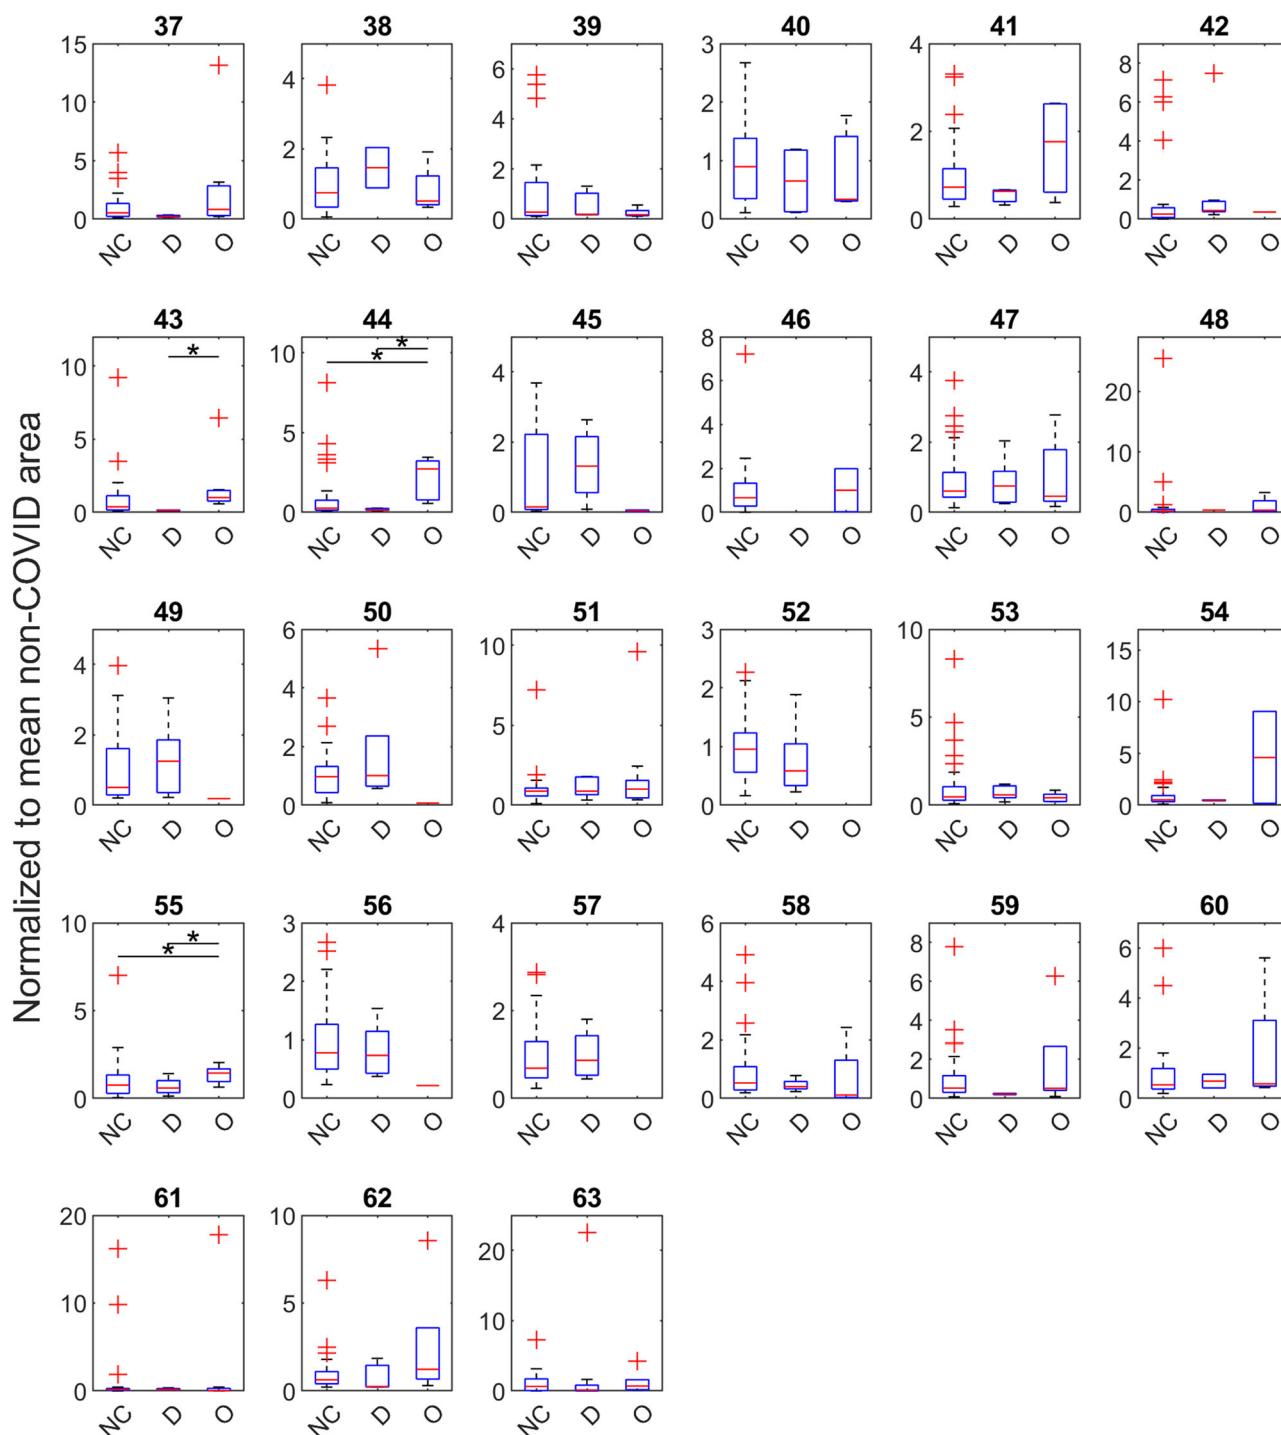 Normalized to mean non-COVID area
37 38 39 40 41 42
15 10 5 0 NC D O
4 2 0 NC D O
6 4 2 0 NC D O
3 2 1 0 NC D O
4 2 0 NC D O
8 6 4 2 0 NC D O
43 44 45 46 47 48
10 5 0 * NC D O
10 5 0 * * NC D O
4 2 0 NC D O
8 6 4 2 0 NC D O
4 2 0 NC D O
20 10 0 NC D O
49 50 51 52 53 54
4 2 0 NC D O
6 4 2 0 NC D O
10 5 0 NC D O
3 2 1 0 NC D O
10 5 0 NC D O
15 10 5 0 NC D O
55 56 57 58 59 60
10 5 0 * * NC D O
3 2 1 0 NC D O
4 2 0 NC D O
6 4 2 0 NC D O
8 6 4 2 0 NC D O
6 4 2 0 NC D O
61 62 63
20 10 0 NC D O
10 5 0 NC D O
20 10 0 NC D O